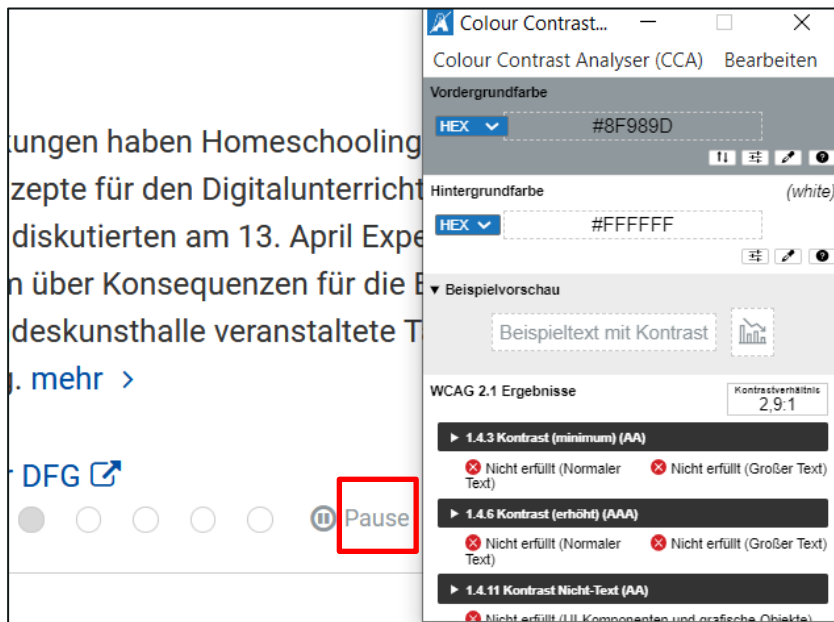 kungen haben Homeschooling
zepte für den Digitalunterricht
diskutierten am 13. April Expe
n über Konsequenzen für die
deskunsthalle veranstaltete T
g. mehr >
r DFG
Pause
Colour Contrast...
Colour Contrast Analyser (CCA) Bearbeiten
Vordergrundfarbe
HEX #8F989D
Hintergrundfarbe (white)
HEX #FFFFFF
Beispielvorschau
Beispieltext mit Kontrast
WCAG 2.1 Ergebnisse
Kontrastverhältnis
2,9:1
1.4.3 Kontrast (minimum) (AA)
Nicht erfüllt (Normaler Text)
Nicht erfüllt (Großer Text)
1.4.6 Kontrast (erhöht) (AAA)
Nicht erfüllt (Normaler Text)
Nicht erfüllt (Großer Text)
1.4.11 Kontrast Nicht-Text (AA)
Nicht erfüllt (UI Komponenten und grafische Objekte)